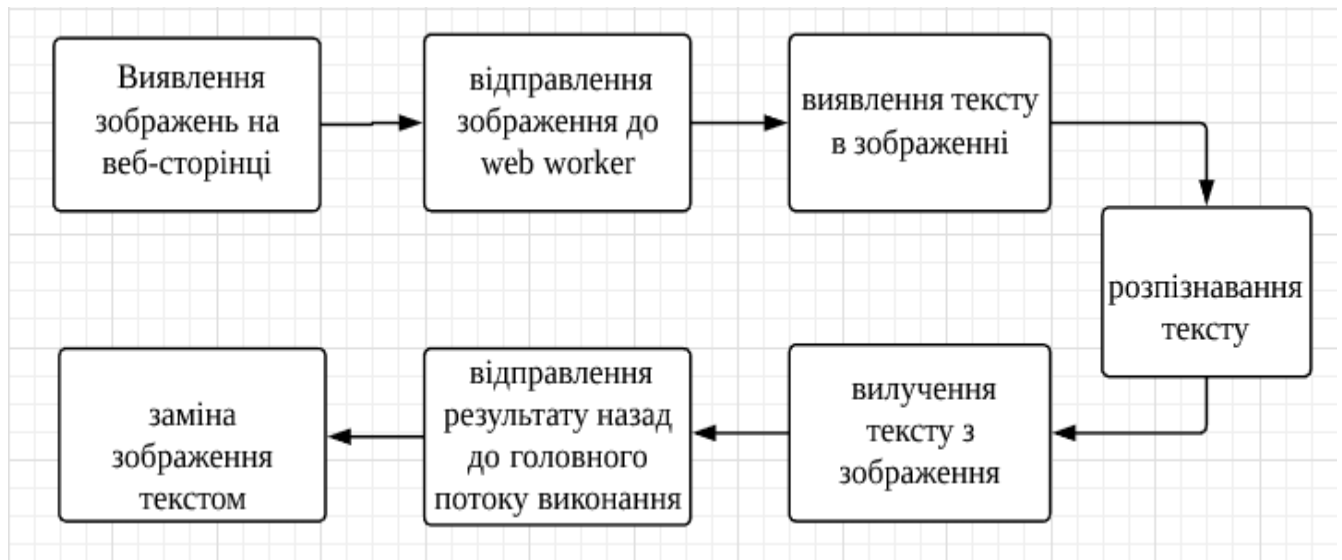 Виявлення
зображень на
веб-сторінці
відправлення
зображення до
web worker
виявлення тексту
в зображенні
розпізнавання
тексту
вилучення
тексту з
зображення
відправлення
результату назад
до головного
потоку виконання
заміна
зображення
текстом